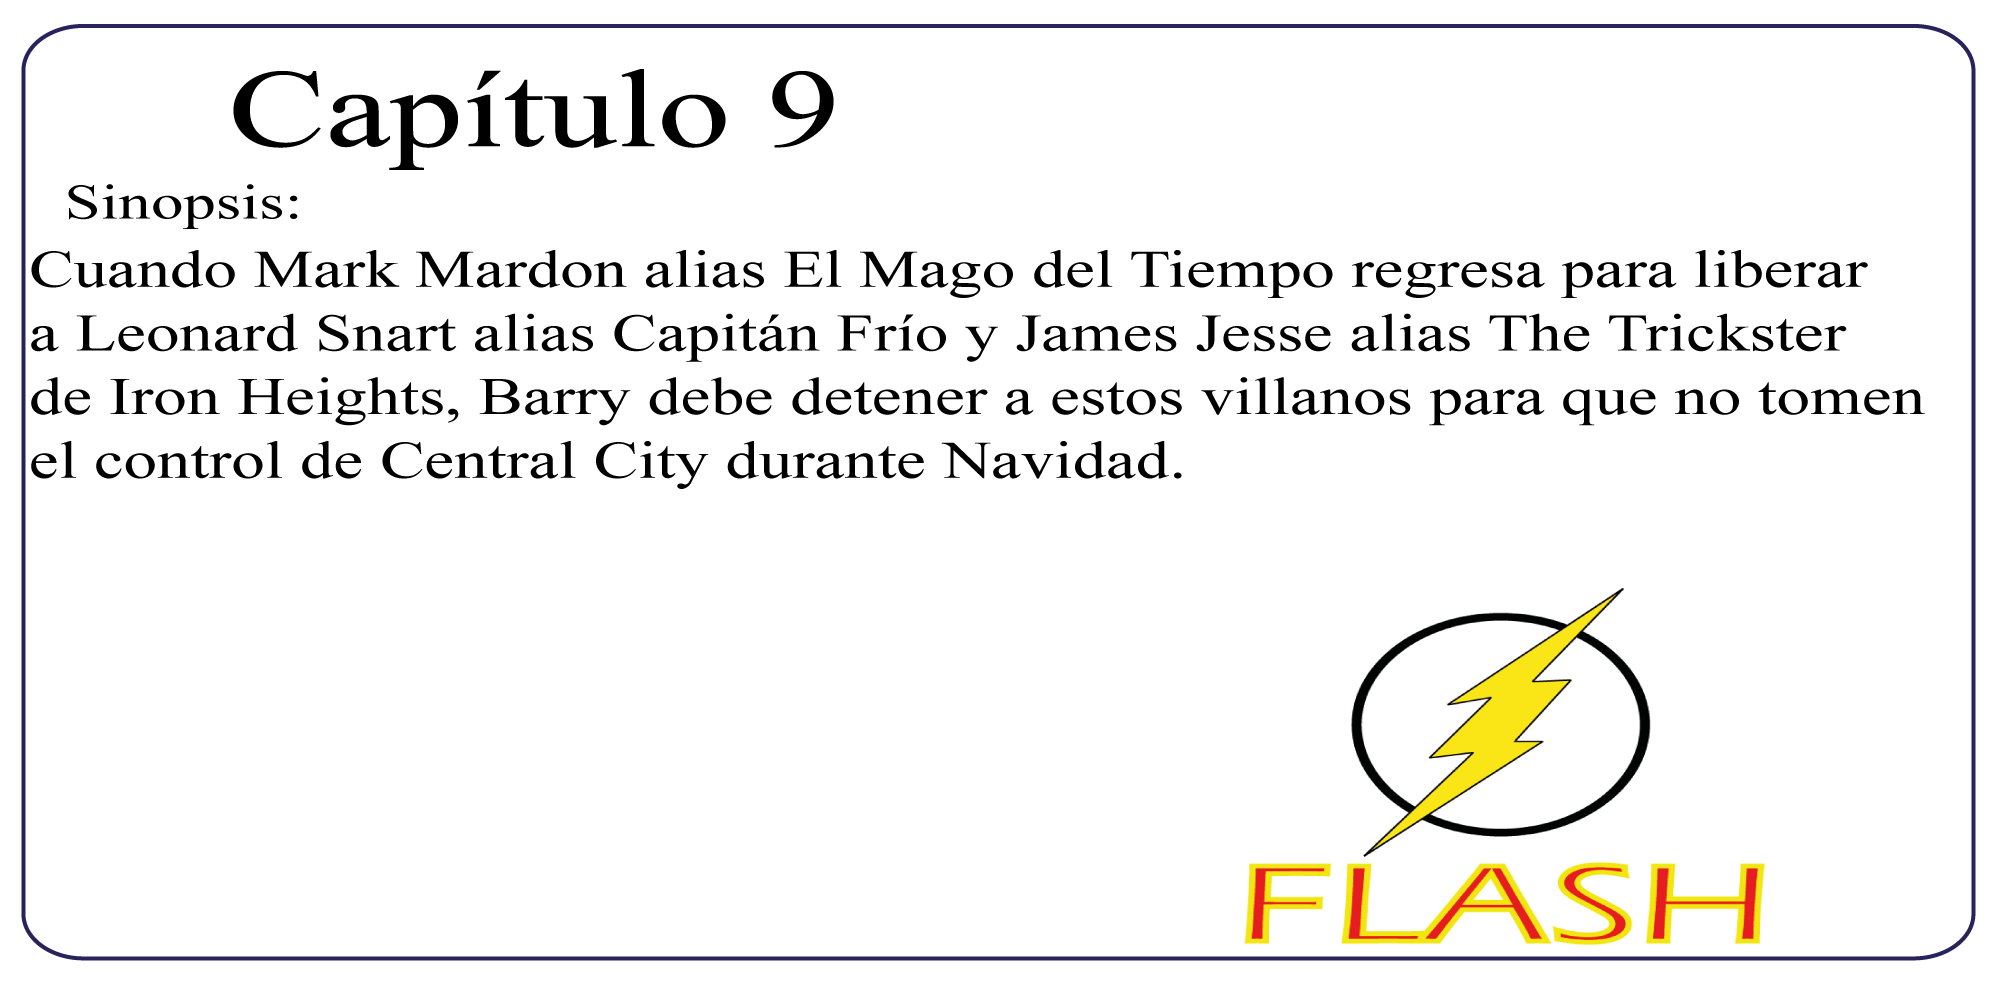 Capítulo 9
Sinopsis:
Cuando Mark Mardon alias El Mago del Tiempo regresa para liberar
a Leonard Snart alias Capitán Frío y James Jesse alias The Trickster
de Iron Heights, Barry debe detener a estos villanos para que no tomen
el control de Central City durante Navidad.
FLASH